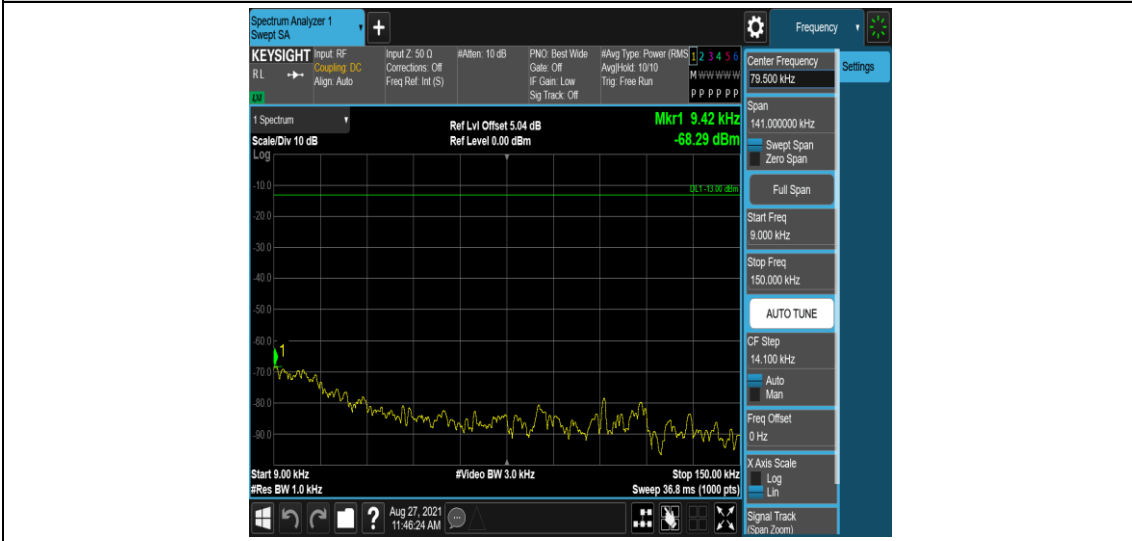 Spectrum Analyzer 1
Swept SA
+
Frequency
KEYSIGHT
RL
Input: RF
Coupling: DC
Align: Auto
Input Z: 50 Ω
Corrections: Off
Freq Ref: Int (S)
#Atten: 10 dB
PNO: Best Wide
Gate: Off
IF Gain: Low
Sig Track: Off
#Avg Type: Power (RMS
Avg|Hold: 10/10
Trig: Free Run
1 2 3 4 5 6
M W W W W W
P P P P P P
1 Spectrum
Scale/Div 10 dB
Log
Ref Lvl Offset 5.04 dB
Ref Level 0.00 dBm
Mkr1 9.42 kHz
-68.29 dBm
DL1 -13.00 dBm
-10.0
-20.0
-30.0
-40.0
-50.0
-60.0
-70.0
-80.0
-90.0
1
Start 9.00 kHz
#Res BW 1.0 kHz
#Video BW 3.0 kHz
Stop 150.00 kHz
Sweep 36.8 ms (1000 pts)
Center Frequency
79.500 kHz
Settings
Span
141.000000 kHz
Swept Span
Zero Span
Full Span
Start Freq
9.000 kHz
Stop Freq
150.000 kHz
AUTO TUNE
CF Step
14.100 kHz
Auto
Man
Freq Offset
0 Hz
X Axis Scale
Log
Lin
Signal Track
(Span Zoom)
?
Aug 27, 2021
11:46:24 AM